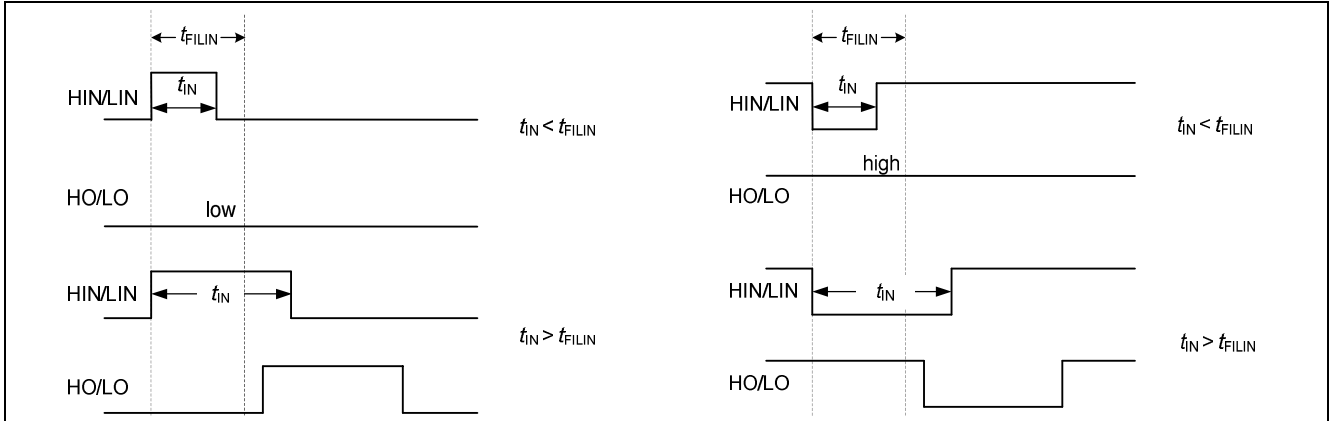 tFILIN
HIN/LIN
tIN
tIN < tFILIN
HO/LO
low
HIN/LIN
tIN
tIN > tFILIN
HO/LO
tFILIN
HIN/LIN
tIN
tIN < tFILIN
high
HO/LO
HIN/LIN
tIN
tIN > tFILIN
HO/LO